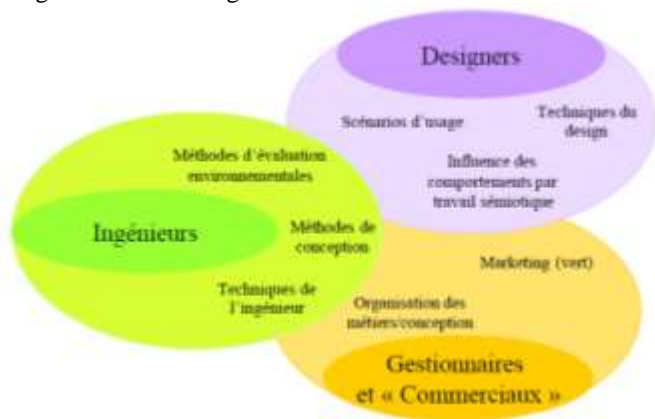 Designers
Scénarios d'usage
Techniques du
design
Influence des
comportements par
travail sémiotique
Méthodes d'évaluation
environnementales
Ingénieurs
Méthodes de
conception
Techniques de
l'ingénieur
Marketing (vert)
Organisation des
métiers/conception
Gestionnaires
et « Commerciaux »